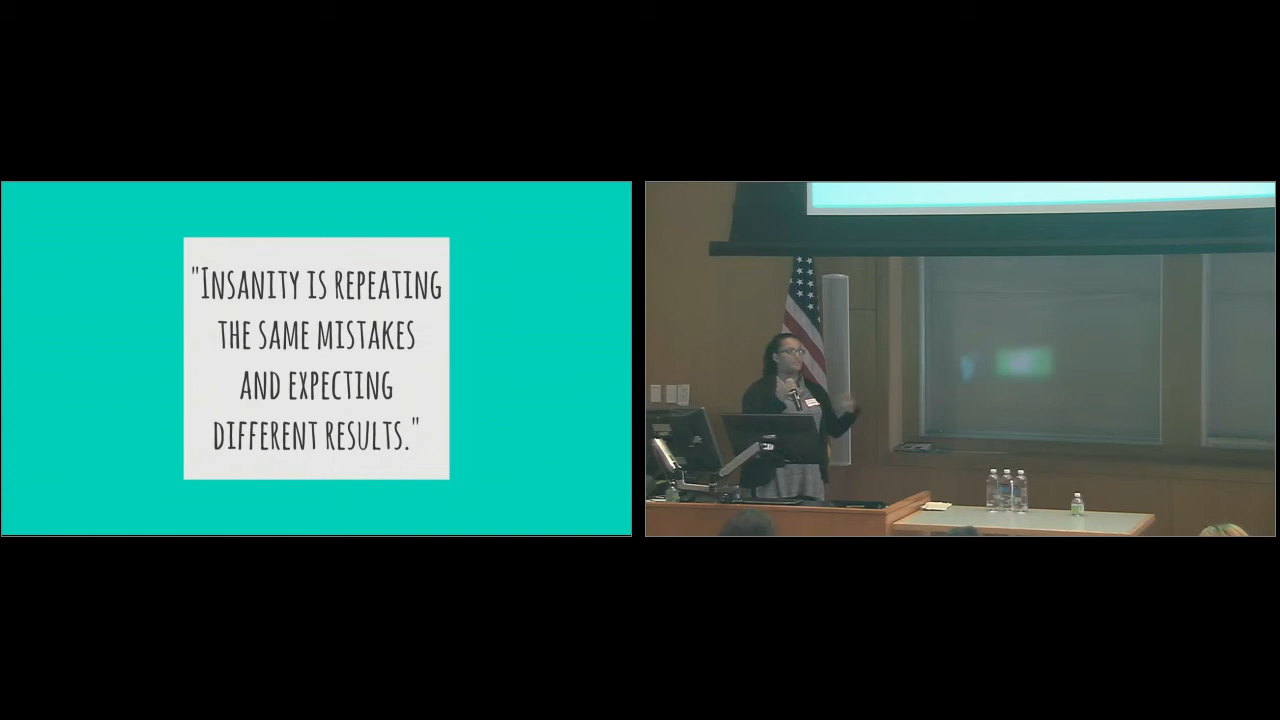 "Insanity is repeating
the same mistakes
and expecting
different results."